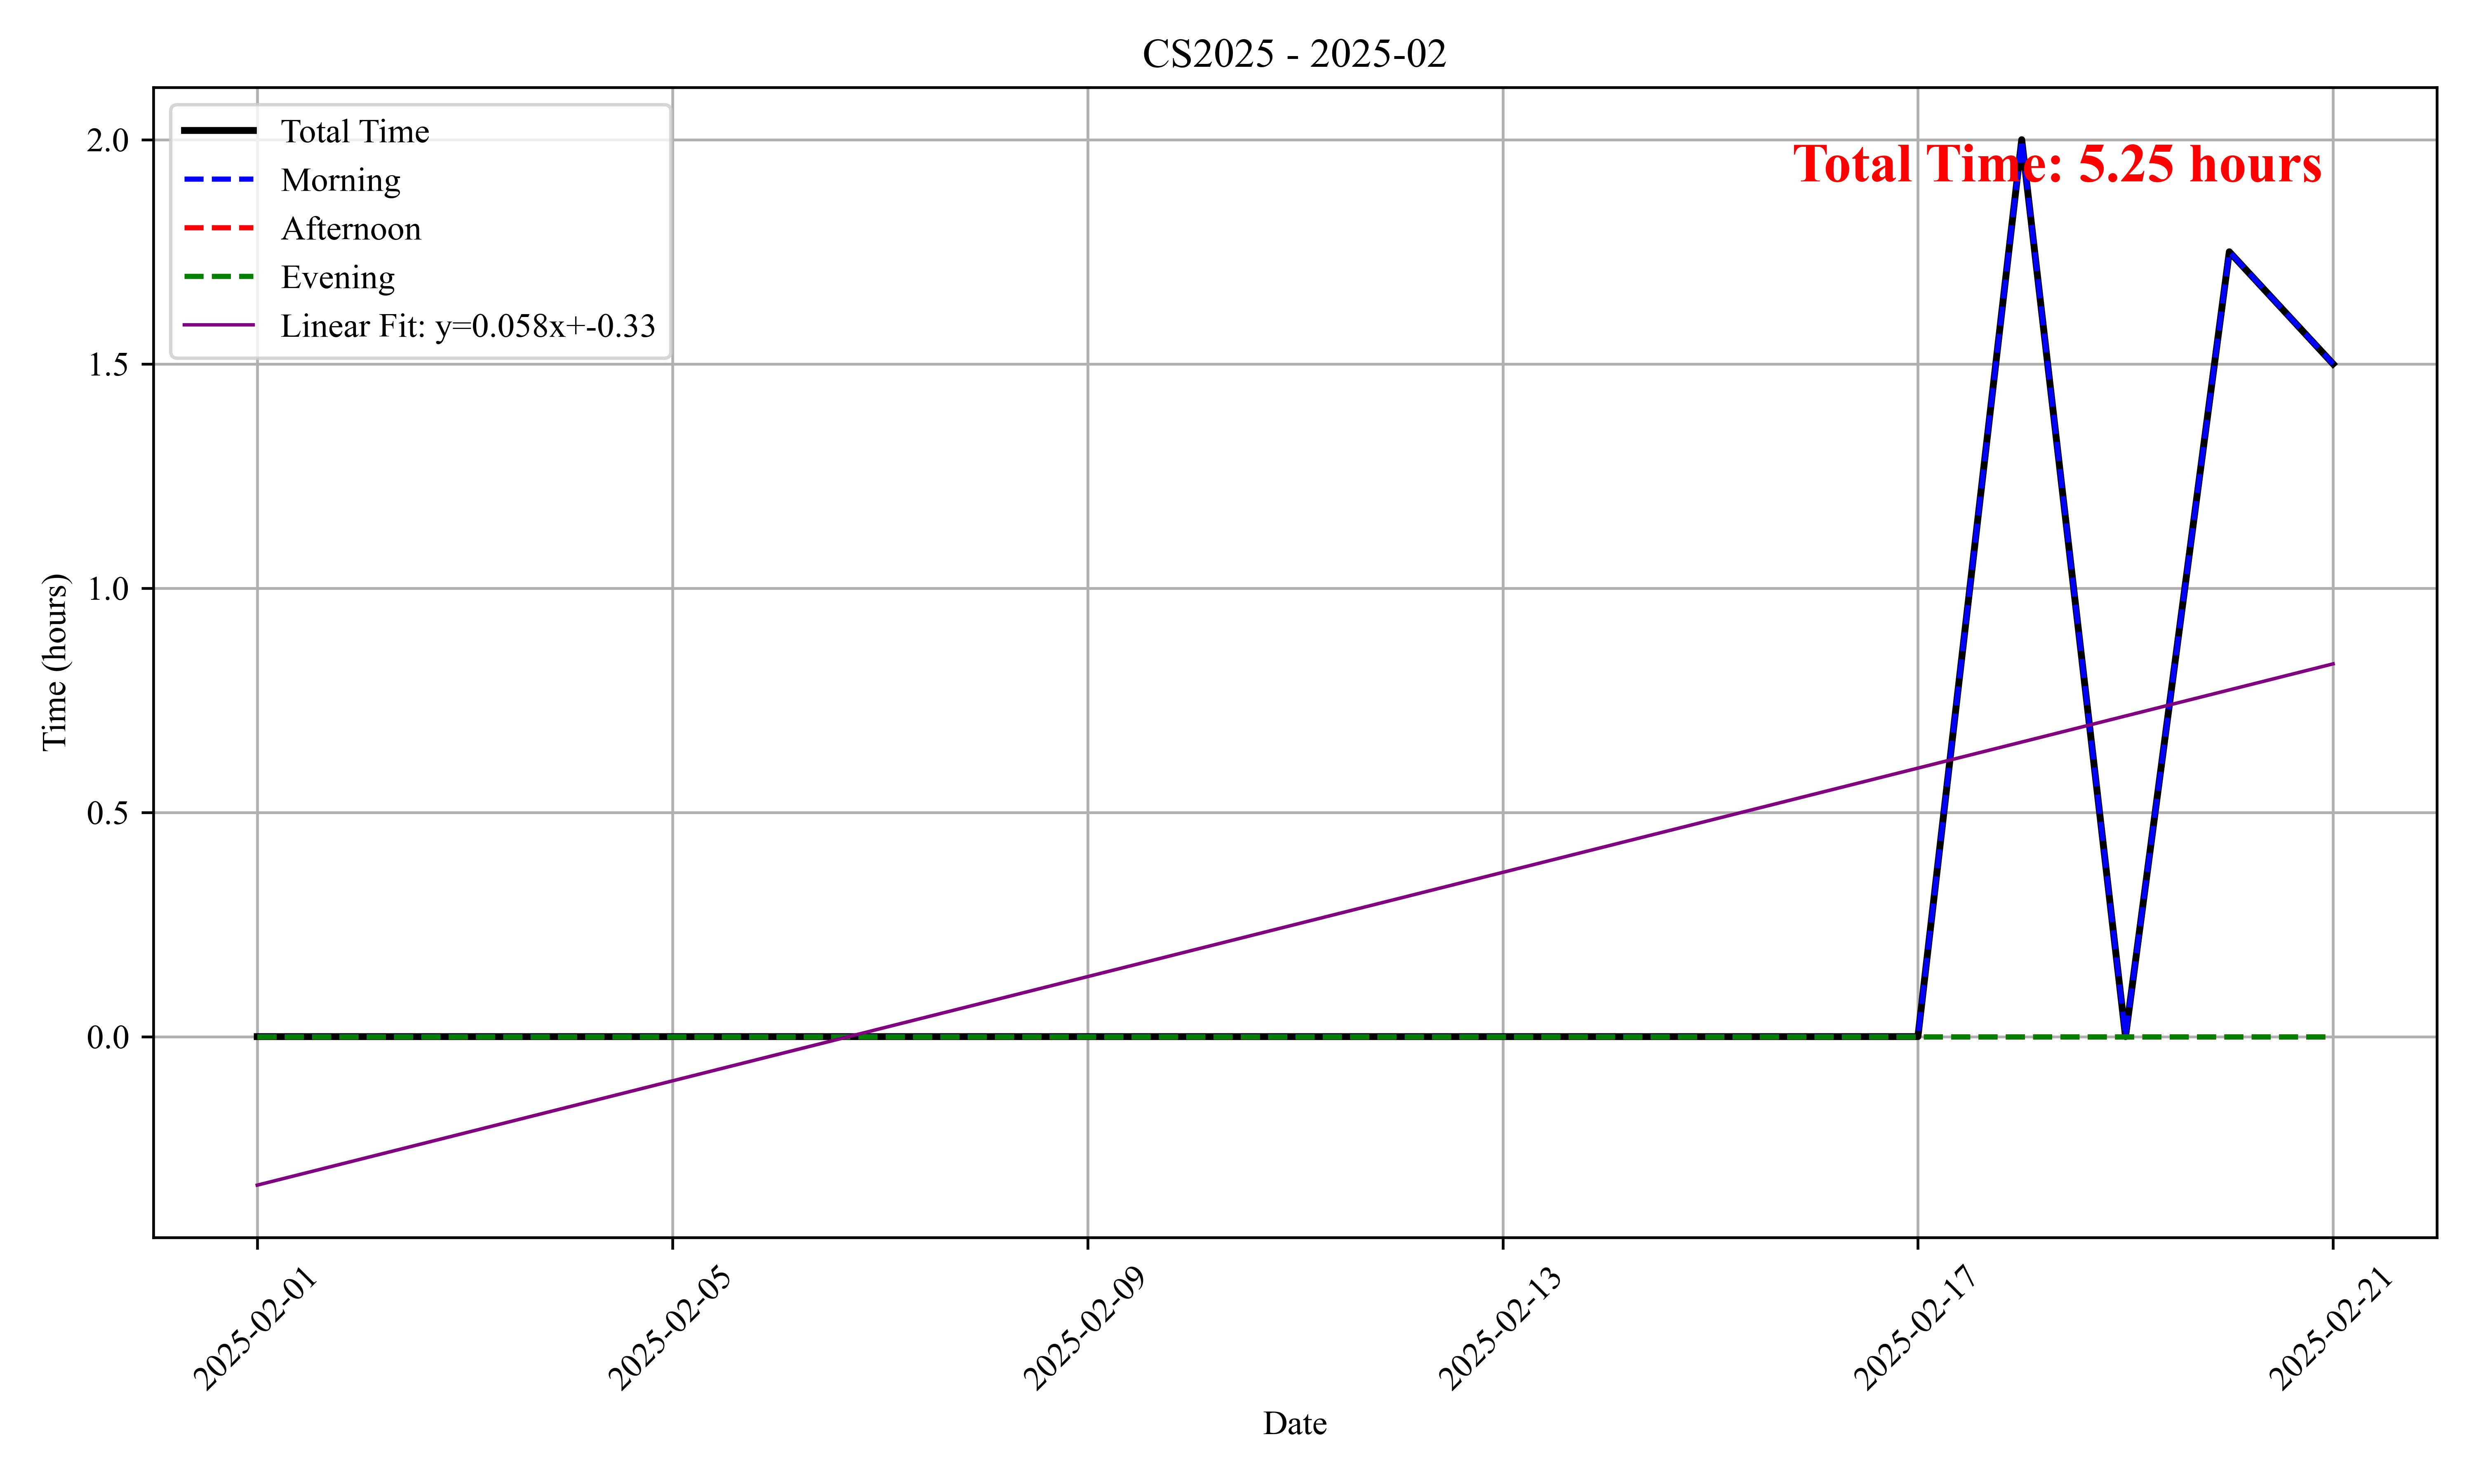 CS2025 - 2025-02
Total Time
Morning
Afternoon
Evening
Linear Fit: y=0.058x+-0.33
Total Time: 5.25 hours
2.0
1.5
1.0
0.5
0.0
Time (hours)
2025-02-01
2025-02-05
2025-02-09
2025-02-13
2025-02-17
2025-02-21
Date